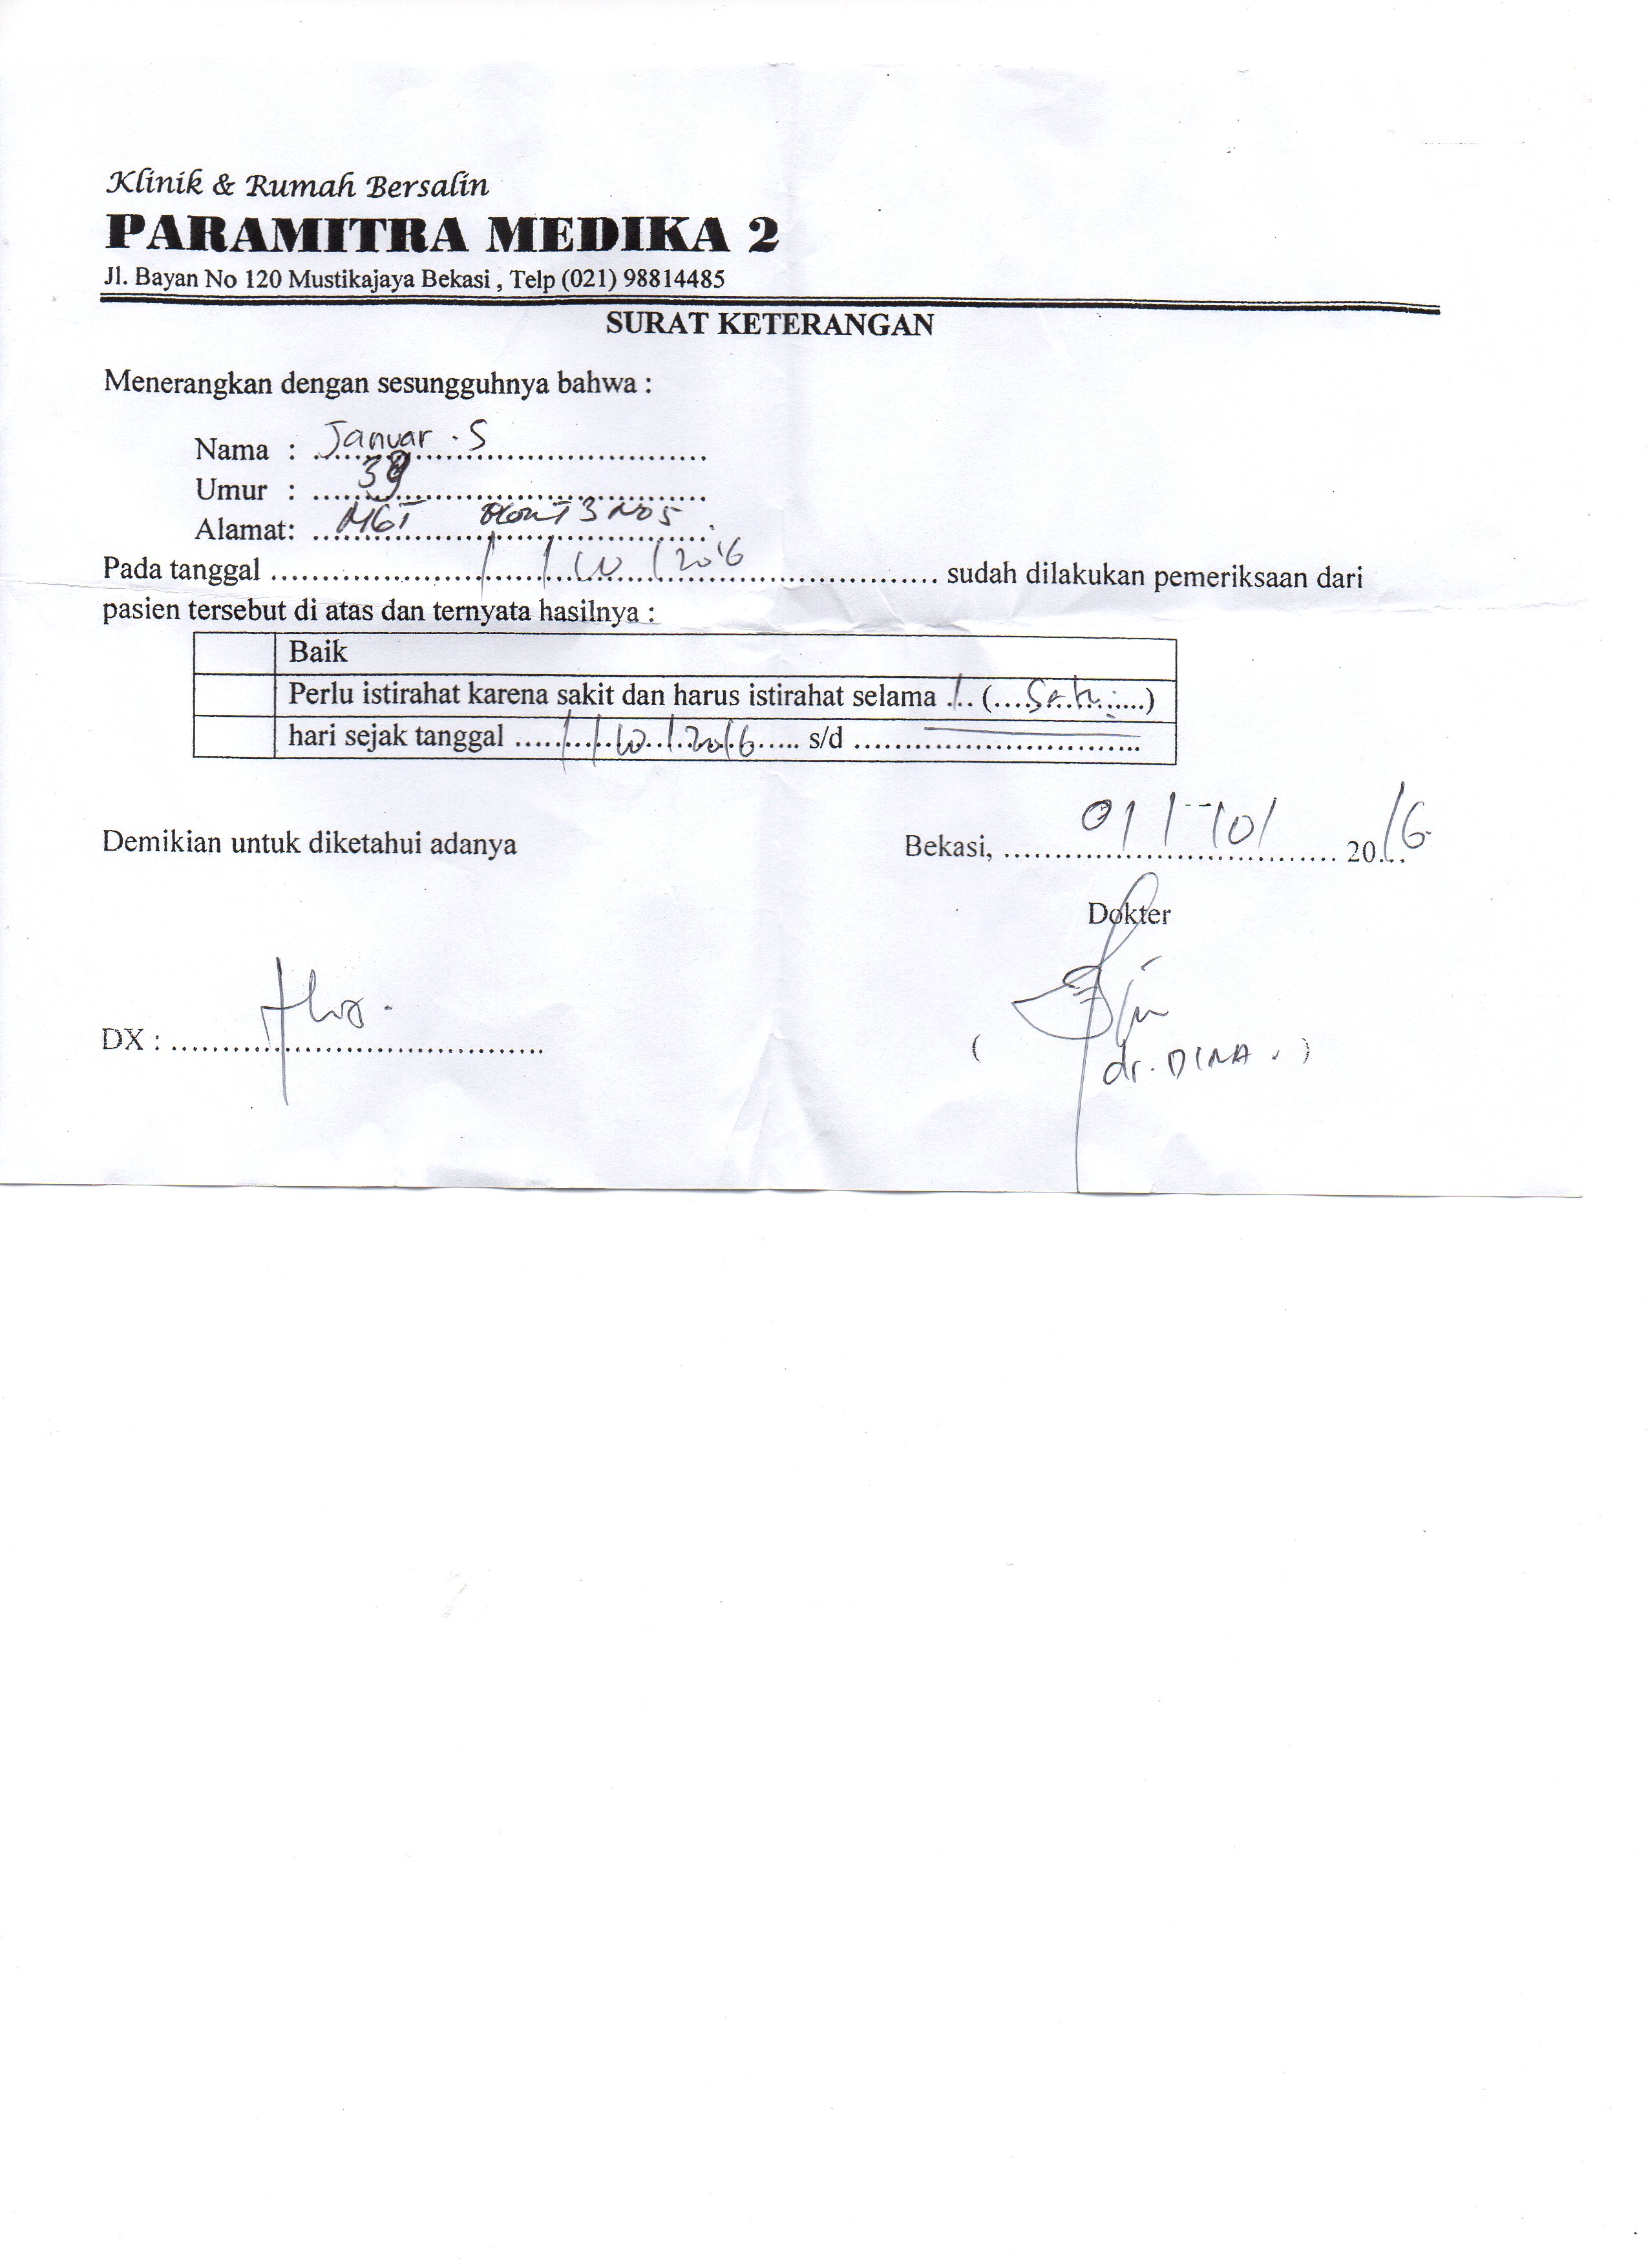 Klinik & Rumah Bersalin
PARAMITRA MEDIKA 2
Jl. Bayan No 120 Mustikajaya Bekasi , Telp (021) 98814485
SURAT KETERANGAN
Menerangkan dengan sesungguhnya bahwa :
Nama : Januar . S
Umur : 39
Alamat: MGT 3 No 5
Pada tanggal 1 / 10 / 2016 sudah dilakukan pemeriksaan dari
pasien tersebut di atas dan ternyata hasilnya :
Baik
Perlu istirahat karena sakit dan harus istirahat selama 1 (Satu)
hari sejak tanggal 1 / 10 / 2016 s/d
Demikian untuk diketahui adanya
Bekasi, 01 / 10 / 2016
Dokter
DX :
( dr. DINA . )